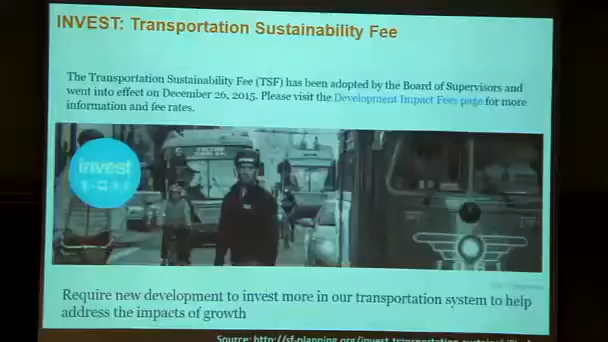 INVEST: Transportation Sustainability Fee
The Transportation Sustainability Fee (TSF) has been adopted by the Board of Supervisors and
went into effect on December 26, 2015. Please visit the Development Impact Fees page for more
information and fee rates.
invest
Require new development to invest more in our transportation system to help
address the impacts of growth
Source: http://sf-planning.org/invest-transportation